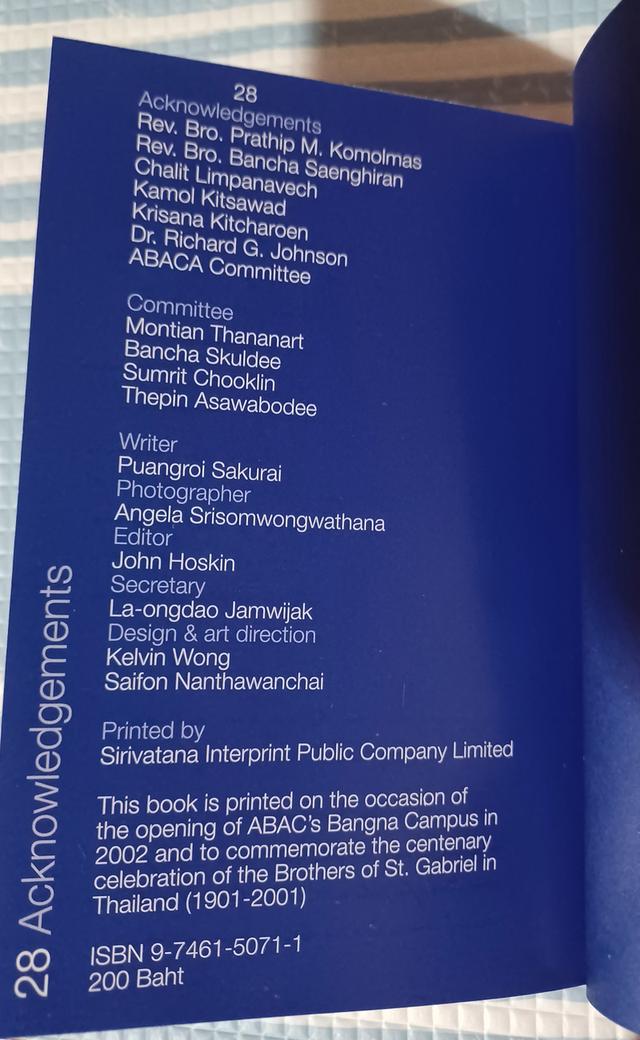 28
Acknowledgements
Rev. Bro. Prathip M. Komolmas
Rev. Bro. Bancha Saenghiran
Chalit Limpanavech
Kamol Kitsawad
Krisana Kitcharoen
Dr. Richard G. Johnson
ABACA Committee
Committee
Montian Thananart
Bancha Skuldee
Sumrit Chooklin
Thepin Asawabodee
Writer
Puangroi Sakurai
Photographer
Angela Srisomwongwathana
Editor
John Hoskin
Secretary
La-ongdao Jamwijak
Design & art direction
Kelvin Wong
Saifon Nanthawanchai
Printed by
Sirivatana Interprint Public Company Limited
This book is printed on the occasion of
the opening of ABAC's Bangna Campus in
2002 and to commemorate the centenary
celebration of the Brothers of St. Gabriel in
Thailand (1901-2001)
ISBN 9-7461-5071-1
200 Baht
28 Acknowledgements